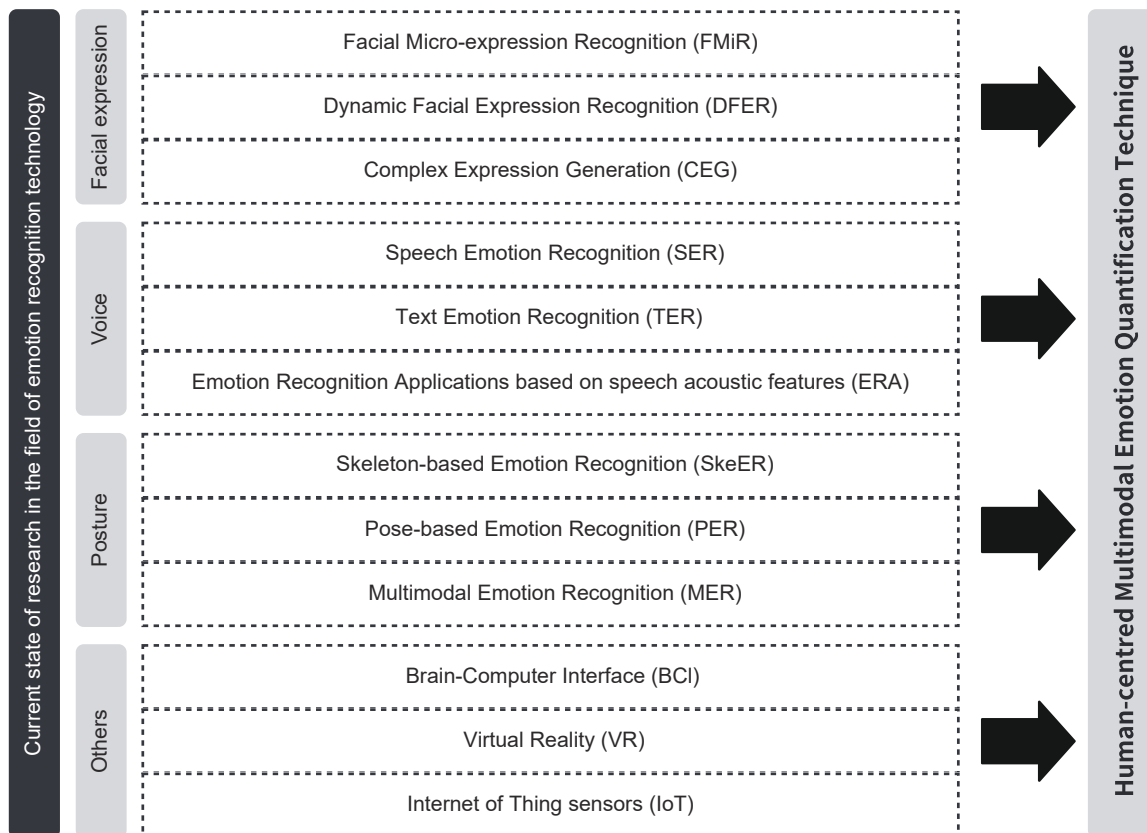 Current state of research in the field of emotion recognition technology
Facial expression
Facial Micro-expression Recognition (FMiR)
Dynamic Facial Expression Recognition (DFER)
Complex Expression Generation (CEG)
Voice
Speech Emotion Recognition (SER)
Text Emotion Recognition (TER)
Emotion Recognition Applications based on speech acoustic features (ERA)
Posture
Skeleton-based Emotion Recognition (SkeER)
Pose-based Emotion Recognition (PER)
Multimodal Emotion Recognition (MER)
Others
Brain-Computer Interface (BCI)
Virtual Reality (VR)
Internet of Thing sensors (IoT)
Human-centred Multimodal Emotion Quantification Technique